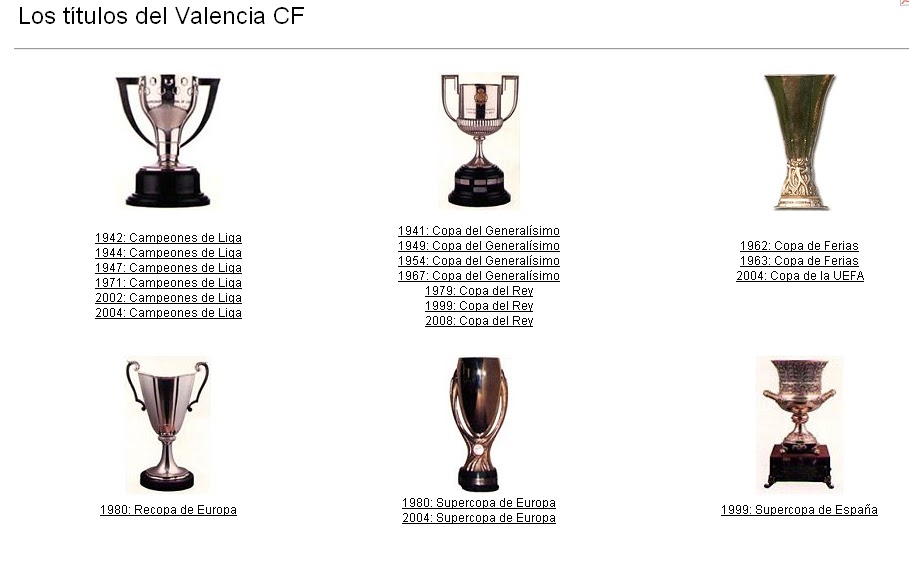 Los títulos del Valencia CF
1942: Campeones de Liga
1944: Campeones de Liga
1947: Campeones de Liga
1971: Campeones de Liga
2002: Campeones de Liga
2004: Campeones de Liga
1941: Copa del Generalísimo
1949: Copa del Generalísimo
1954: Copa del Generalísimo
1967: Copa del Generalísimo
1979: Copa del Rey
1999: Copa del Rey
2008: Copa del Rey
1962: Copa de Ferias
1963: Copa de Ferias
2004: Copa de la UEFA
1980: Recopa de Europa
1980: Supercopa de Europa
2004: Supercopa de Europa
1999: Supercopa de España